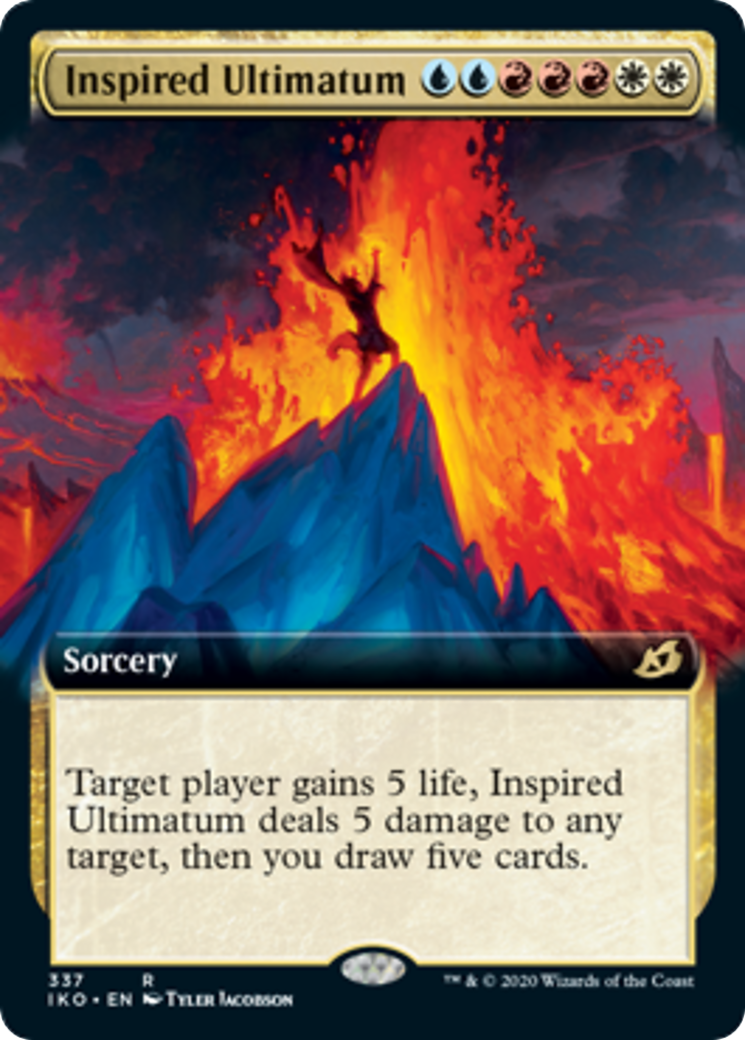 Inspired Ultimatum
Sorcery
Target player gains 5 life, Inspired
Ultimatum deals 5 damage to any
target, then you draw five cards.
337 R
IKO • EN Tyler Jacobson
™ & © 2020 Wizards of the Coast